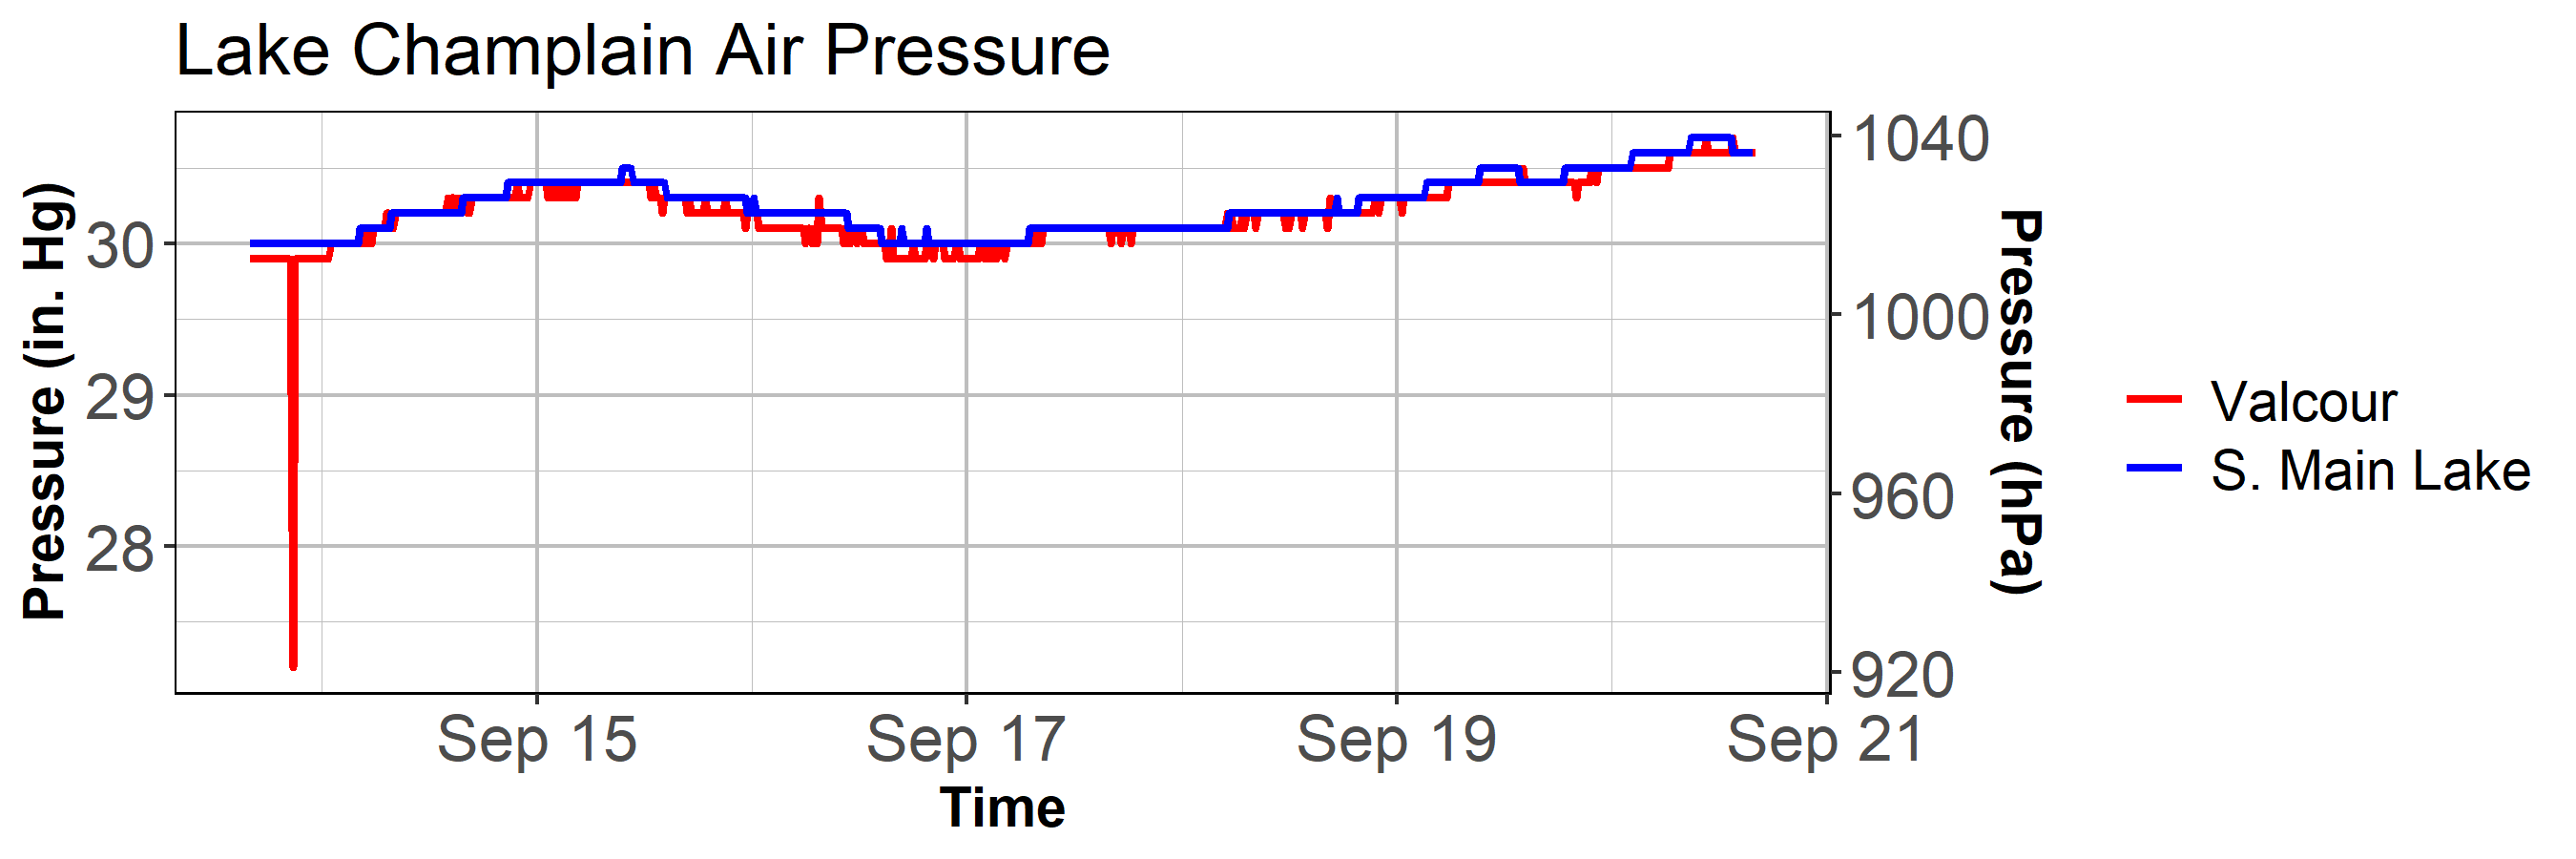 Lake Champlain Air Pressure
Pressure (in. Hg)
30
29
28
1040
1000
960
920
Pressure (hPa)
Valcour
S. Main Lake
Sep 15
Sep 17
Sep 19
Sep 21
Time